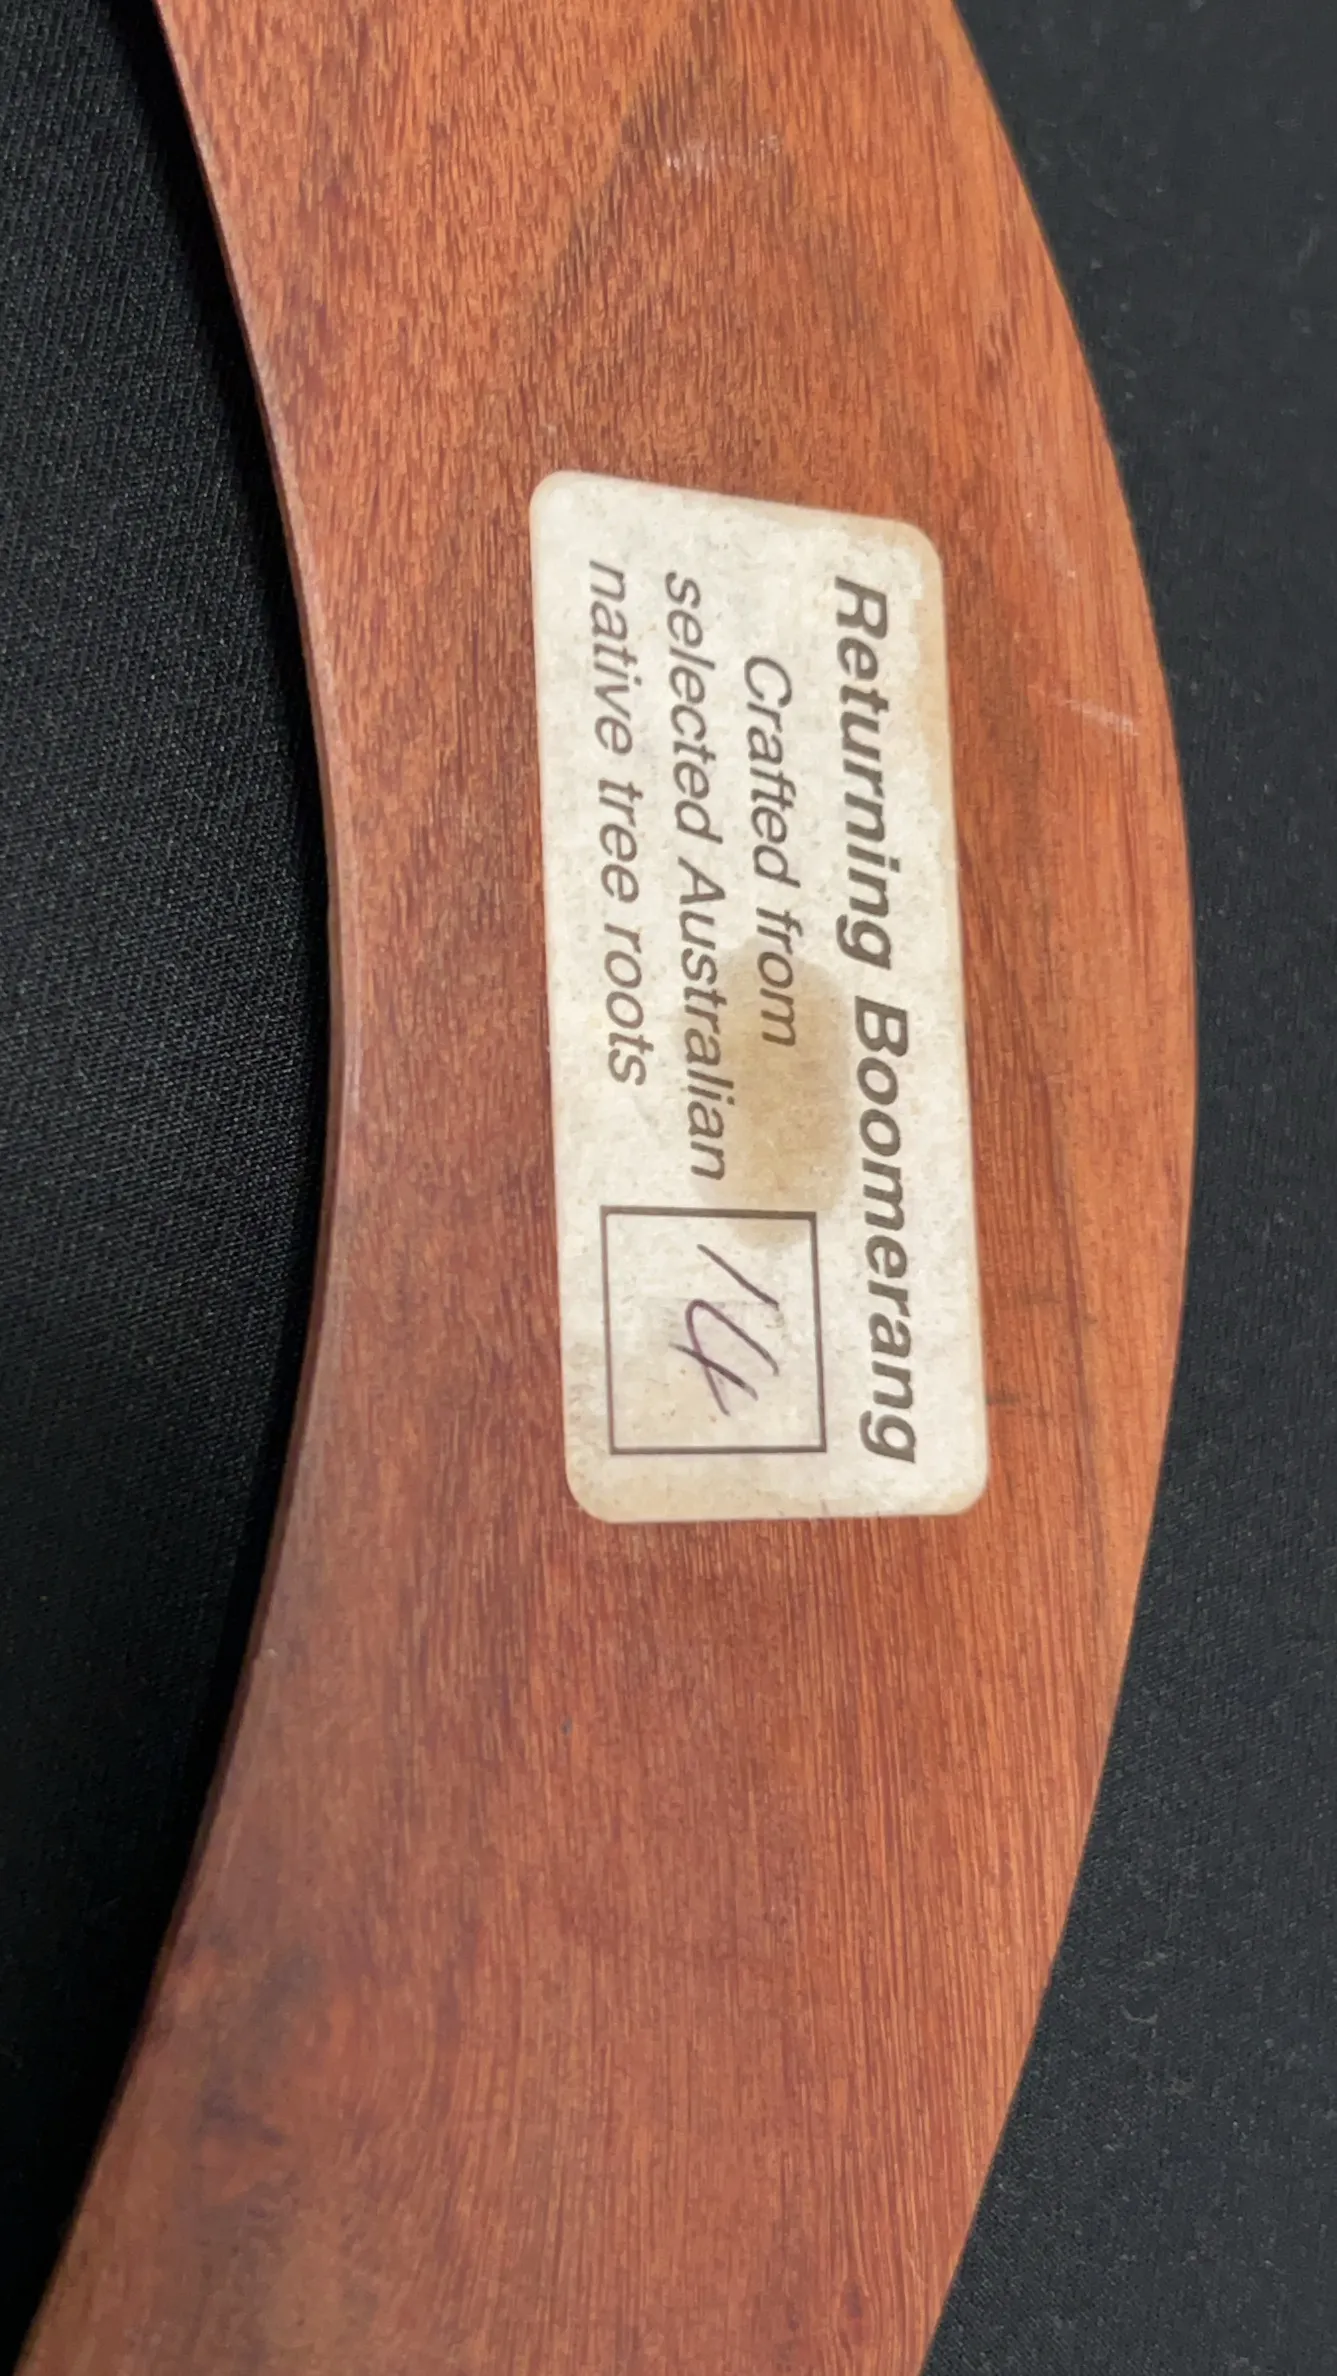 Returning Boomerang
Crafted from
selected Australian
native tree roots
14